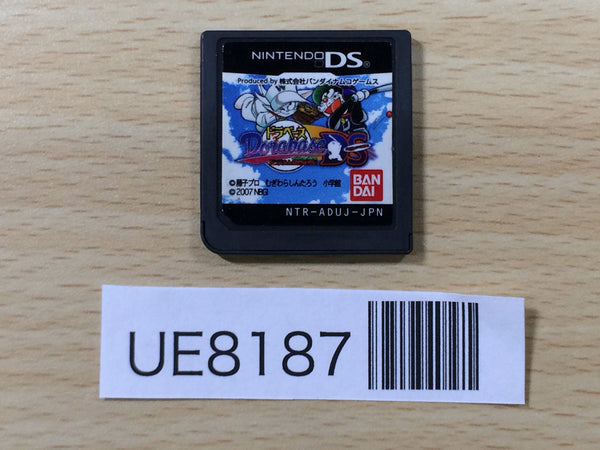 NINTENDO DS
Produced by 株式会社バンダイナムコゲームス
ドラベース
Dorabase DS
©藤子プロ むぎわらしんたろう 小学館
©2007 NBGI
BAN
DAI
NTR-ADUJ-JPN
UE8187